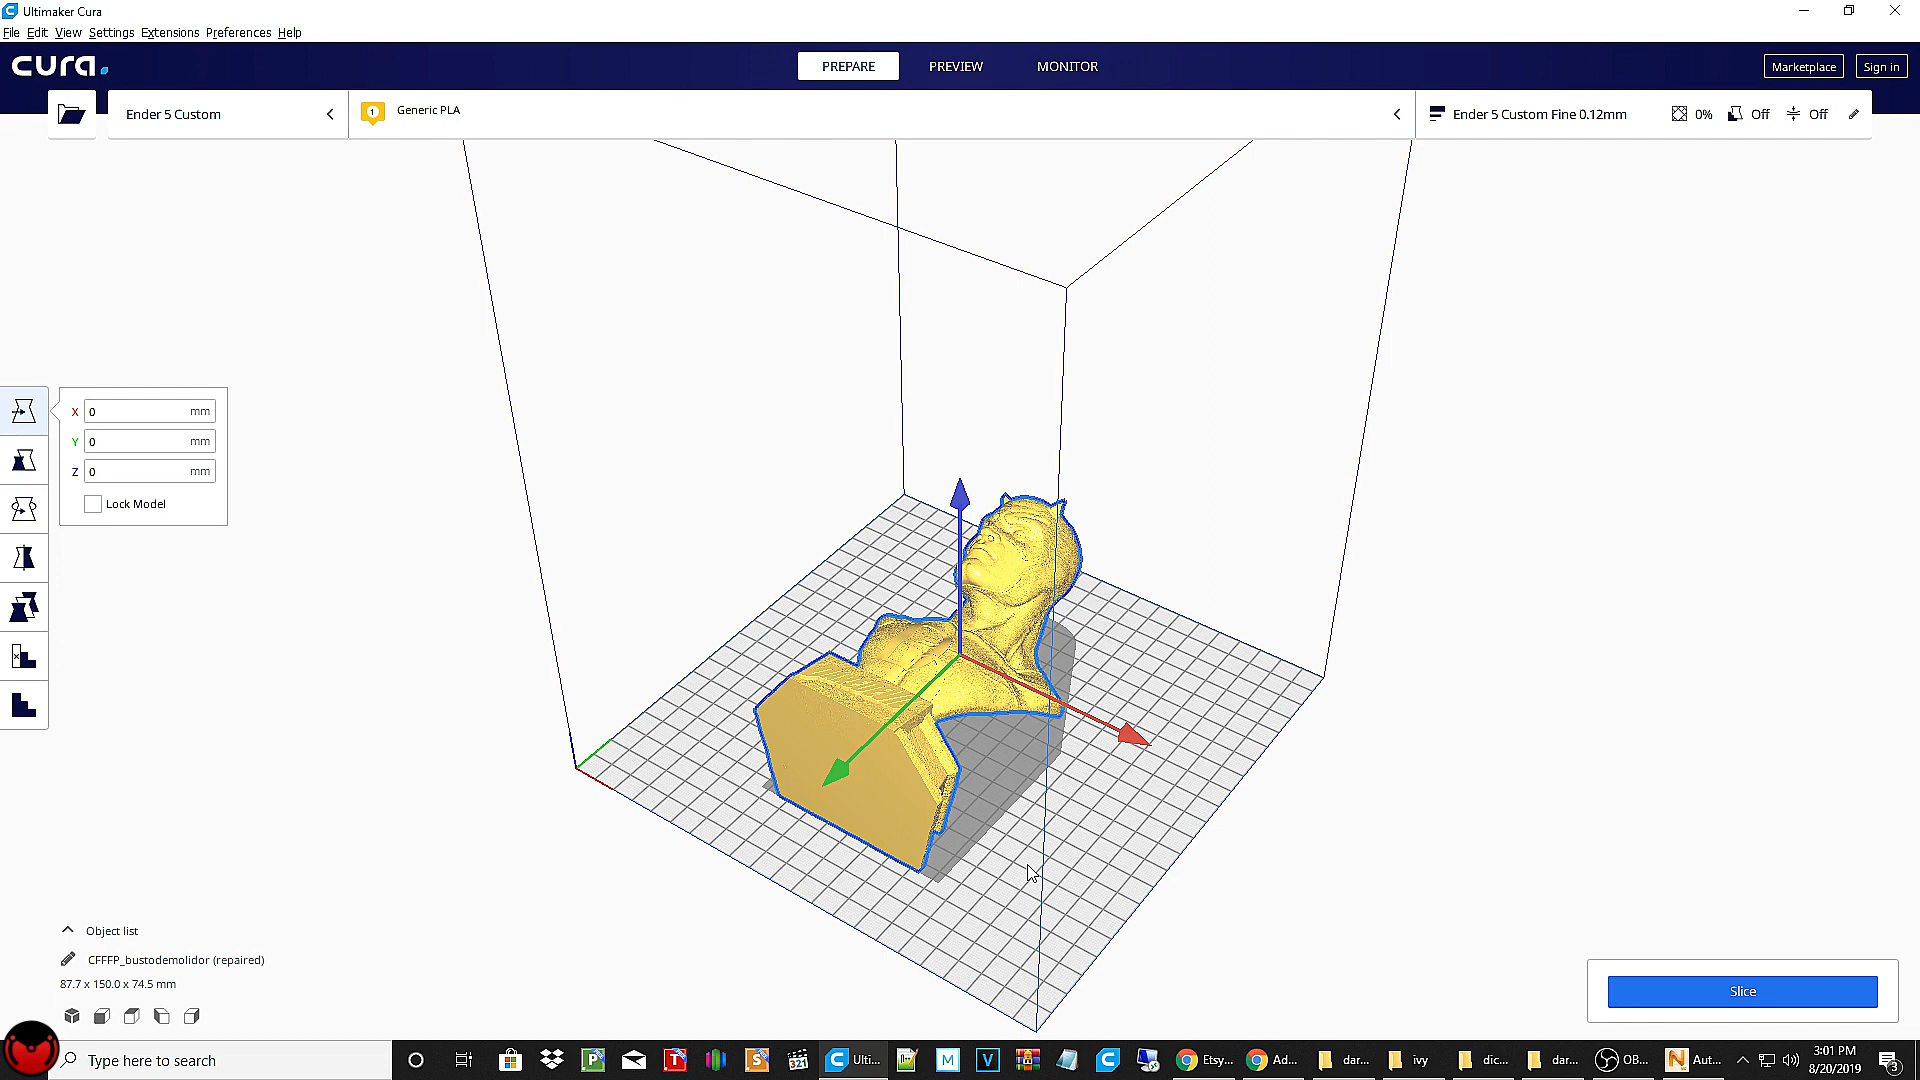 Ultimaker Cura
File Edit View Settings Extensions Preferences Help
cura. PREPARE PREVIEW MONITOR Marketplace Sign in
Ender 5 Custom 1 Generic PLA Ender 5 Custom Fine 0.12mm 0% Off Off
X 0 mm
Y 0 mm
Z 0 mm
Lock Model
Object list
CFFFP_bustodemolidor (repaired)
87.7 x 150.0 x 74.5 mm
Slice
Type here to search Ulti... Etsy... Ad... dar... ivy dic... dar... OB... Aut... 3:01 PM
8/20/2019 3